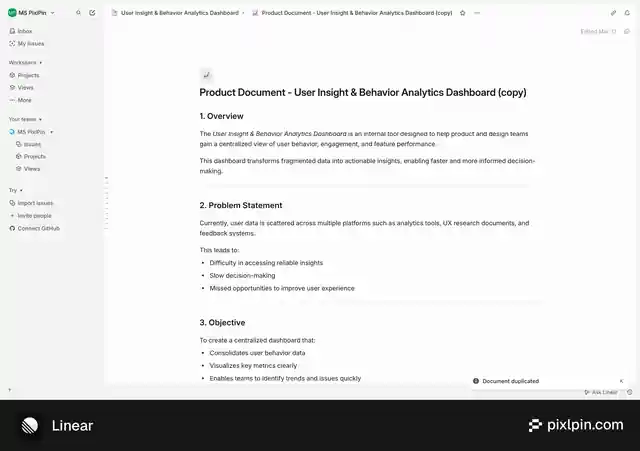 MS PixlPin
User Insight & Behavior Analytics Dashboard
Product Document - User Insight & Behavior Analytics Dashboard (copy)
Inbox
My issues
Workspace
Projects
Views
More
Your teams
MS PixlPin
Issues
Projects
Views
Try
Import issues
Invite people
Connect GitHub
Edited Mar 17
Product Document - User Insight & Behavior Analytics Dashboard (copy)
1. Overview
The User Insight & Behavior Analytics Dashboard is an internal tool designed to help product and design teams
gain a centralized view of user behavior, engagement, and feature performance.
This dashboard transforms fragmented data into actionable insights, enabling faster and more informed decision-
making.
2. Problem Statement
Currently, user data is scattered across multiple platforms such as analytics tools, UX research documents, and
feedback systems.
This leads to:
• Difficulty in accessing reliable insights
• Slow decision-making
• Missed opportunities to improve user experience
3. Objective
To create a centralized dashboard that:
• Consolidates user behavior data
• Visualizes key metrics clearly
• Enables teams to identify trends and issues quickly
Document duplicated
Ask Linear
Linear
pixlpin.com